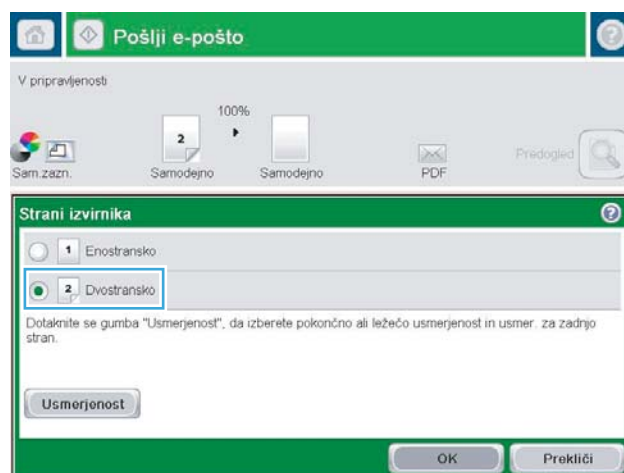 Pošlji e-pošto
V pripravljenosti
100%
2
Sam.zazn.
Samodejno
Samodejno
PDF
Predogled
Strani izvirnika
1 Enostransko
2 Dvostransko
Dotaknite se gumba "Usmerjenost", da izberete pokončno ali ležečo usmerjenost in usmer. za zadnjo
stran.
Usmerjenost
OK
Prekliči